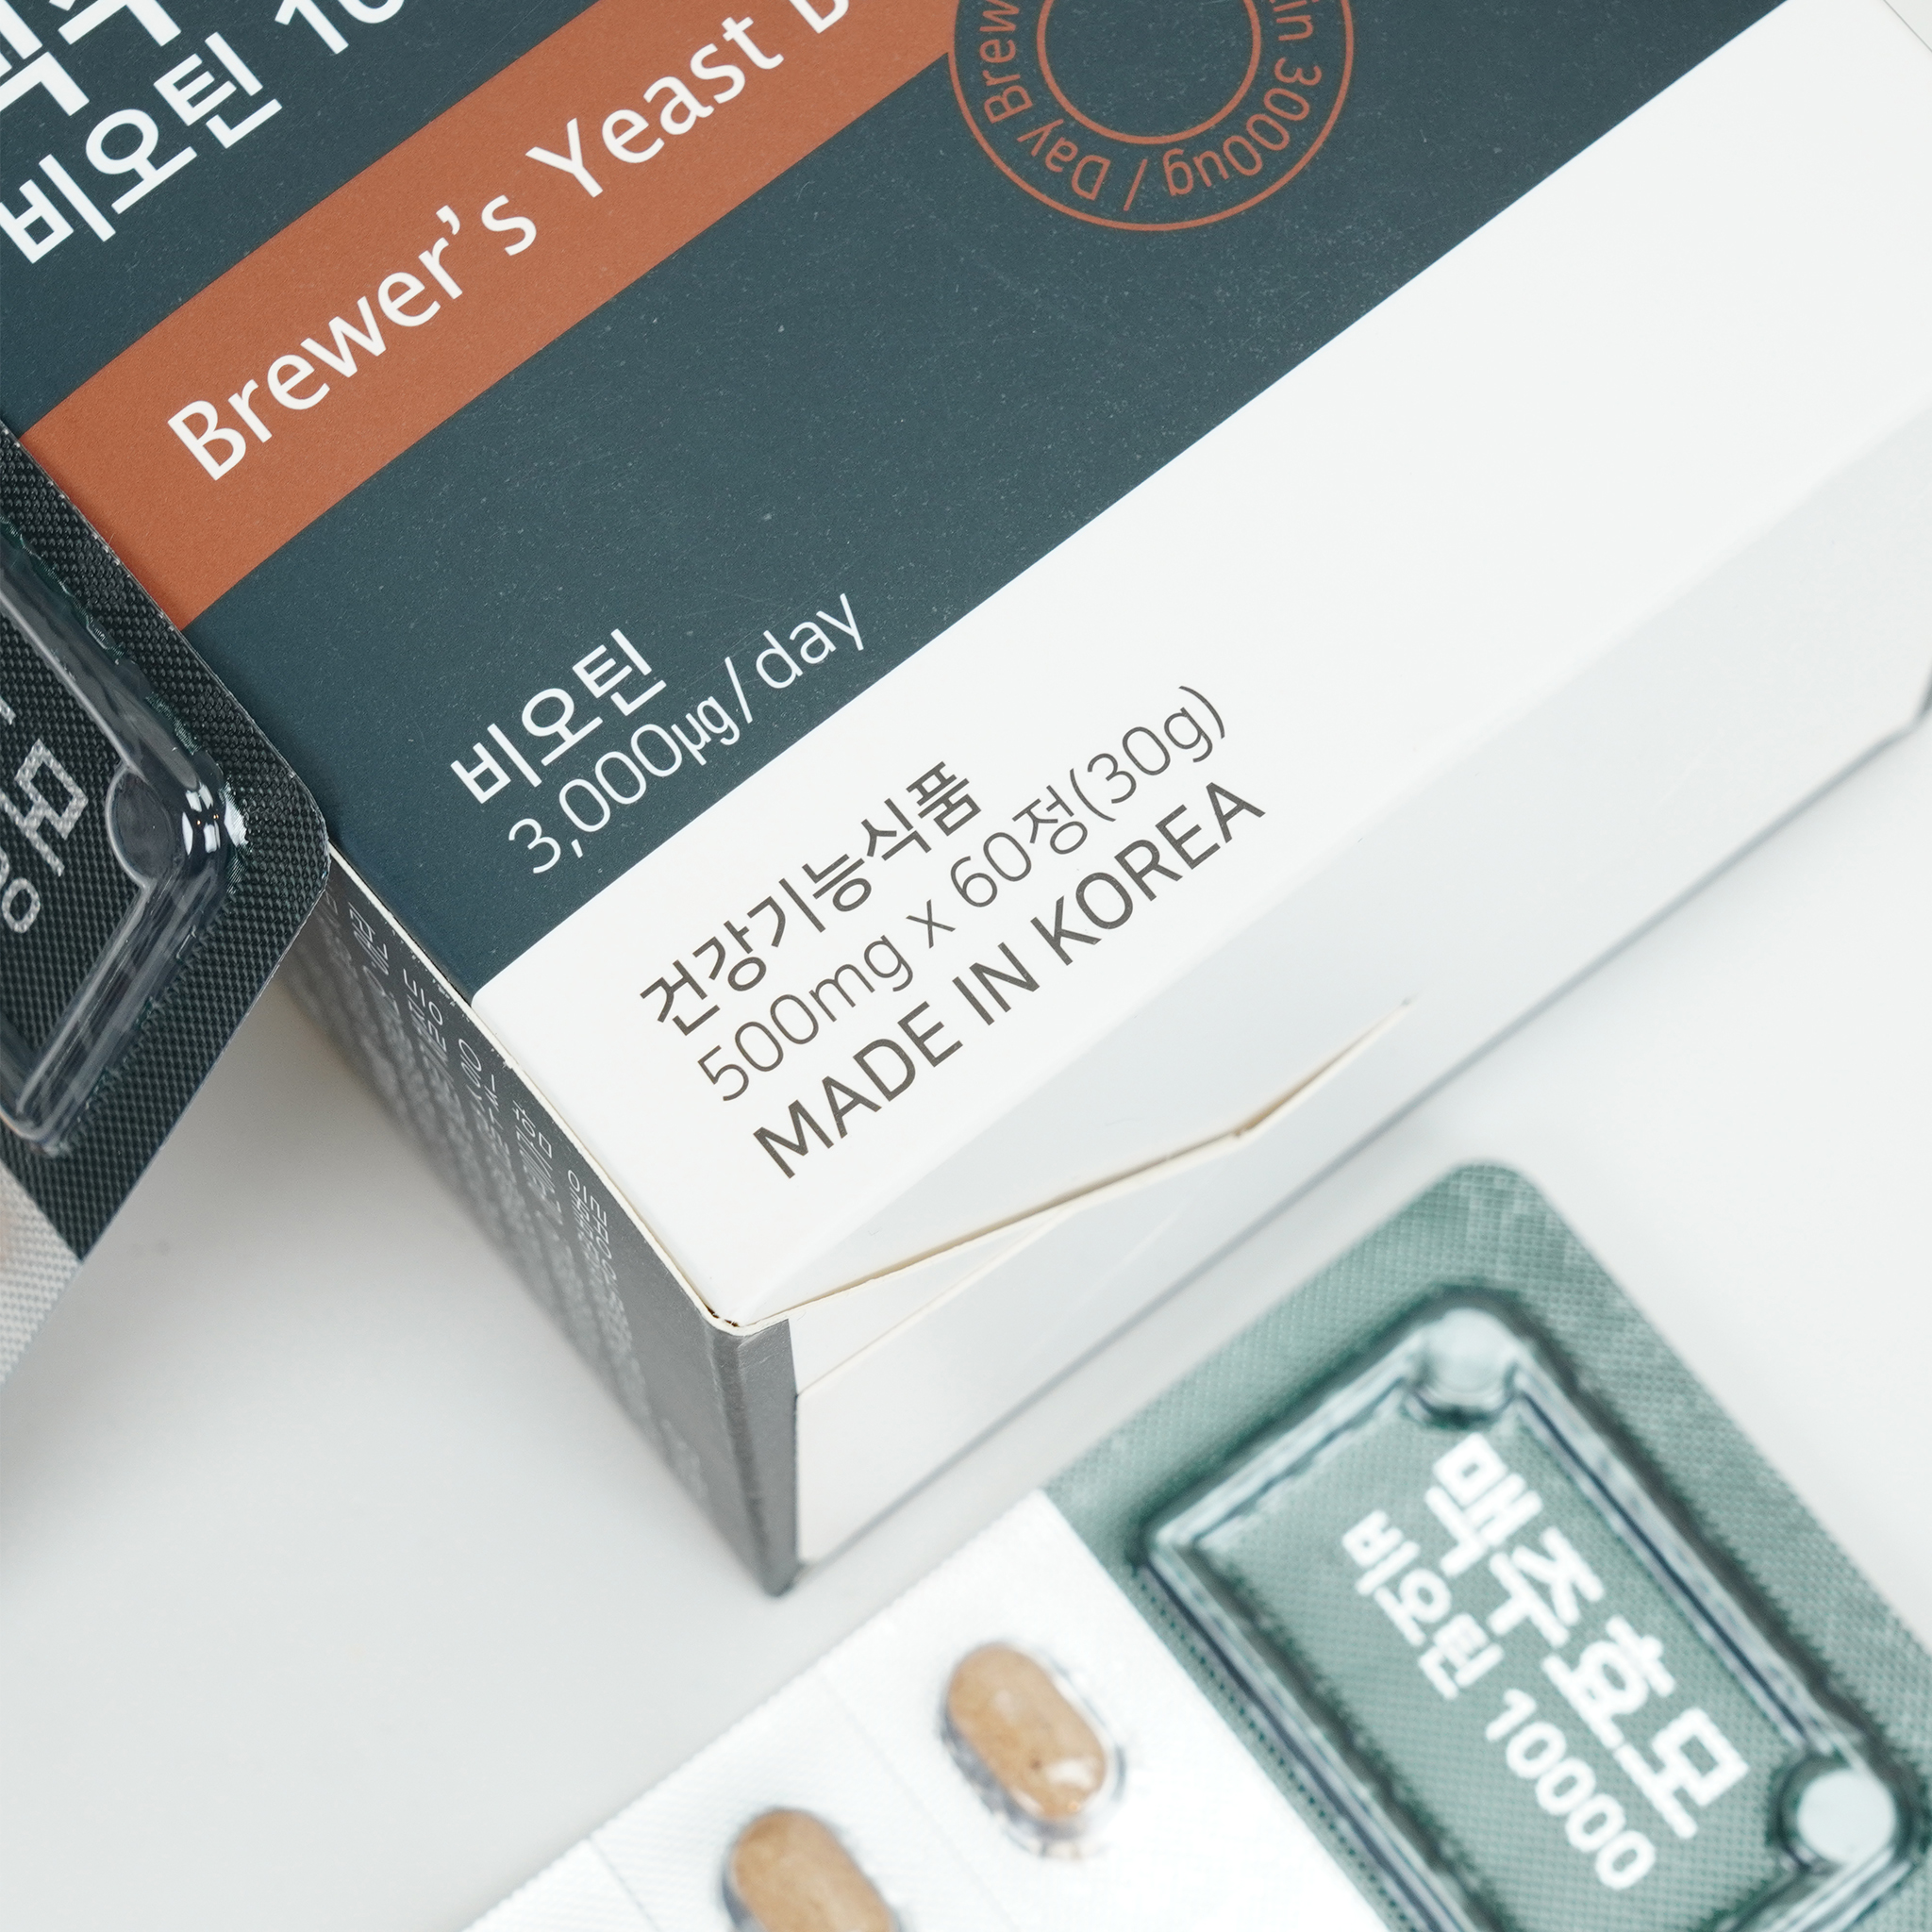 비오틴 10
Brewer's Yeast
in 3000ug / Day Brew
비오틴
3,000μg/day
건강기능식품
500mg x 60정(30g)
MADE IN KOREA
맥주효모
비오틴 10000